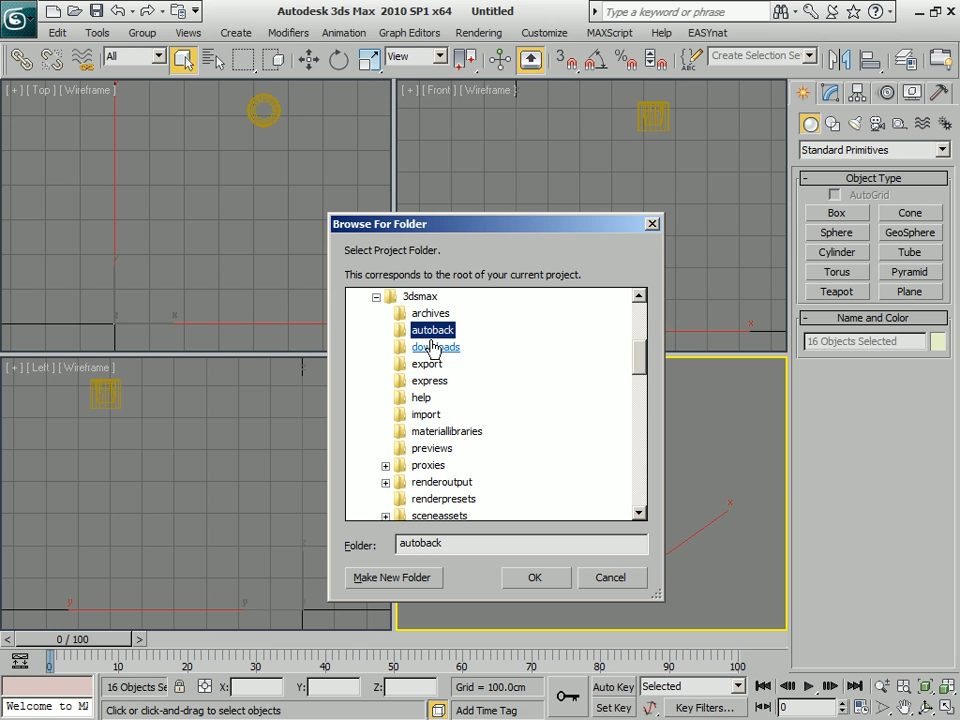 Autodesk 3ds Max 2010 SP1 x64 Untitled
Type a keyword or phrase
Edit Tools Group Views Create Modifiers Animation Graph Editors Rendering Customize MAXScript Help EASYnat
All
View
3
Create Selection Se
[ + ] [ Top ] [ Wireframe ]
[ + ] [ Front ] [ Wireframe ]
Standard Primitives
Object Type
AutoGrid
Box Cone
Sphere GeoSphere
Cylinder Tube
Torus Pyramid
Teapot Plane
Name and Color
16 Objects Selected
z x
x
[ + ] [ Left ] [ Wireframe ]
y y
x
Browse For Folder
Select Project Folder.
This corresponds to the root of your current project.
3dsmax
archives
autoback
downloads
export
express
help
import
materiallibraries
previews
proxies
renderoutput
renderpresets
sceneassets
Folder: autoback
Make New Folder OK Cancel
0 / 100
0 10 20 30 40 50 60 70 80 90 100
16 Objects Se X: Y: Z: Grid = 100.0cm Auto Key Selected
Welcome to MA Click or click-and-drag to select objects Add Time Tag Set Key Key Filters... 0